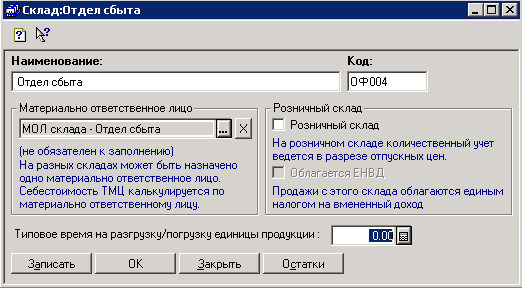 Склад:Отдел сбыта
Наименование:
Код:
Отдел сбыта
ОФ004
Материально ответственное лицо
МОЛ склада - Отдел сбыта
...
X
(не обязателен к заполнению)
На разных складах может быть назначено
одно материально ответственное лицо.
Себестоимость ТМЦ калькулируется по
материально ответственному лицу.
Розничный склад
Розничный склад
На розничном складе количественный учет
ведется в разрезе отпускных цен.
Облагается ЕНВД
Продажи с этого склада облагаются единым
налогом на вмененный доход
Типовое время на разгрузку/погрузку единицы продукции :
0.00
Записать
OK
Закрыть
Остатки